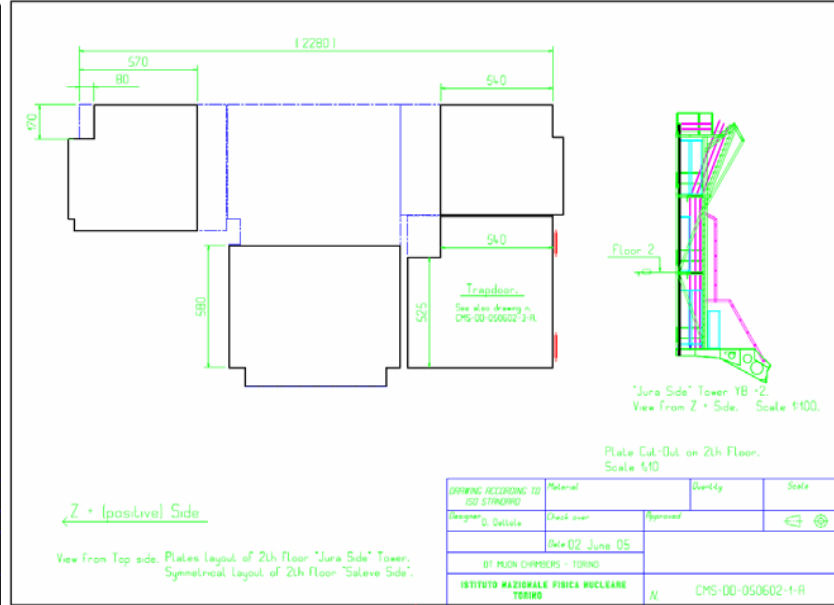 (2280)
570
80
540
170
540
Floor 2
Trapdoor.
See also drawing n.
CMS-DD-050602-2-A.
580
525
"Jura Side" Tower YB -2.
View from Z + Side. Scale 1:100.
Plate Cut-Out on 2th Floor.
Scale 1:10
DRAWING ACCORDING TO
ISO STANDARD
Material
Quantity
Scale
Designer
Check over
Approved
Date 02 June 05
DT MUON CHAMBERS - TORINO
ISTITUTO NAZIONALE FISICA NUCLEARE
TORINO
N.
CMS-DD-050602-1-A
Z + (positive) Side.
View from Top side. Plates layout of 2th Floor "Jura Side" Tower.
Symmetrical layout of 2th Floor "Saleve Side".